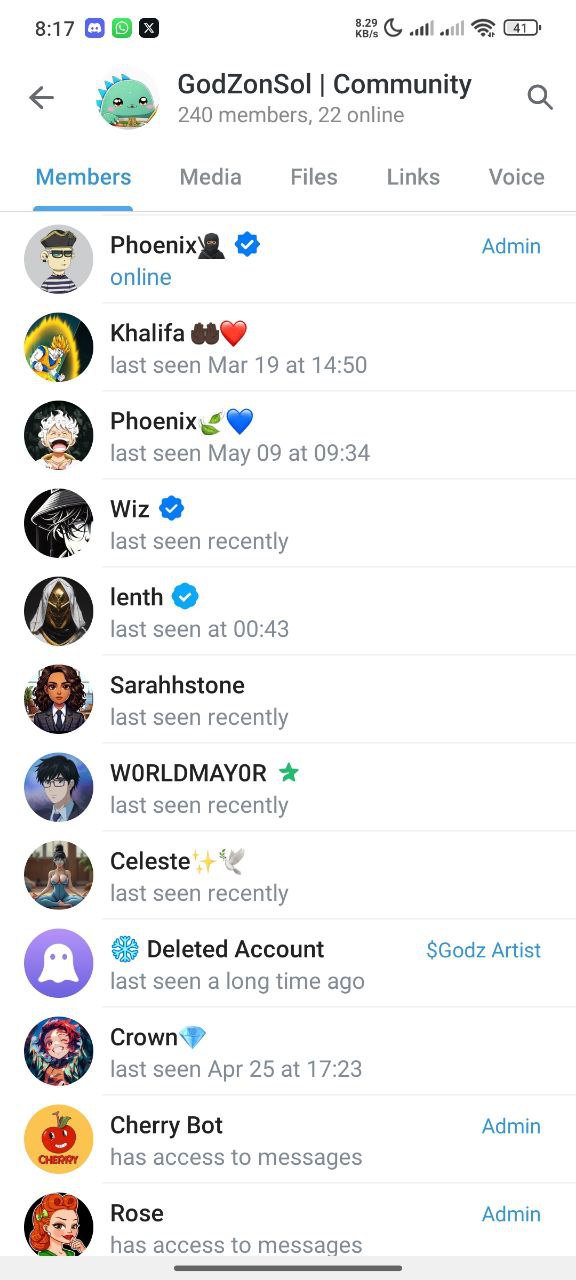 8:17
8.29
KB/s
41
GodZonSol | Community
240 members, 22 online
Members Media Files Links Voice
Phoenix🥷 Admin
online
Khalifa 🤲🏿❤️
last seen Mar 19 at 14:50
Phoenix🍃💙
last seen May 09 at 09:34
Wiz
last seen recently
lenth
last seen at 00:43
Sarahhstone
last seen recently
W0RLDMAY0R
last seen recently
Celeste✨🕊️
last seen recently
❄️ Deleted Account $Godz Artist
last seen a long time ago
Crown💎
last seen Apr 25 at 17:23
CHERRY
Cherry Bot Admin
has access to messages
Rose Admin
has access to messages